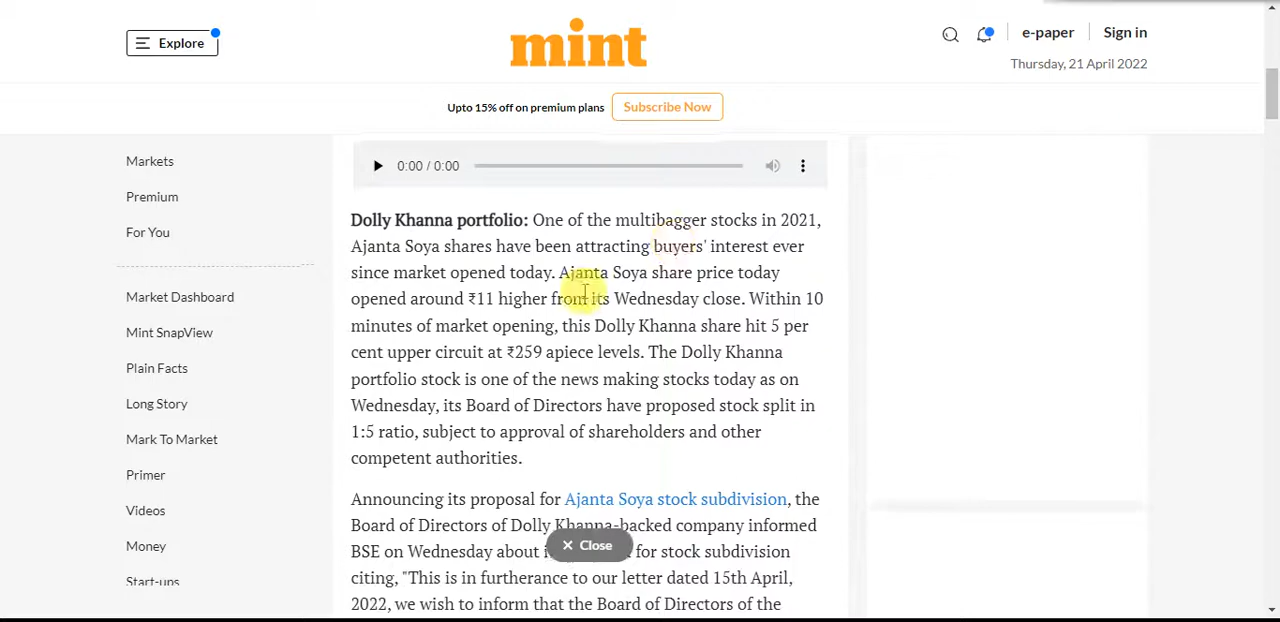 Explore
mint
e-paper
Sign in
Thursday, 21 April 2022
Upto 15% off on premium plans
Subscribe Now
Markets
Premium
For You
Market Dashboard
Mint SnapView
Plain Facts
Long Story
Mark To Market
Primer
Videos
Money
Start-ups
0:00 / 0:00
Dolly Khanna portfolio: One of the multibagger stocks in 2021,
Ajanta Soya shares have been attracting buyers' interest ever
since market opened today. Ajanta Soya share price today
opened around ₹11 higher from its Wednesday close. Within 10
minutes of market opening, this Dolly Khanna share hit 5 per
cent upper circuit at ₹259 apiece levels. The Dolly Khanna
portfolio stock is one of the news making stocks today as on
Wednesday, its Board of Directors have proposed stock split in
1:5 ratio, subject to approval of shareholders and other
competent authorities.
Announcing its proposal for Ajanta Soya stock subdivision, the
Board of Directors of Dolly Khanna-backed company informed
BSE on Wednesday about for stock subdivision
Close
citing, "This is in furtherance to our letter dated 15th April,
2022, we wish to inform that the Board of Directors of the